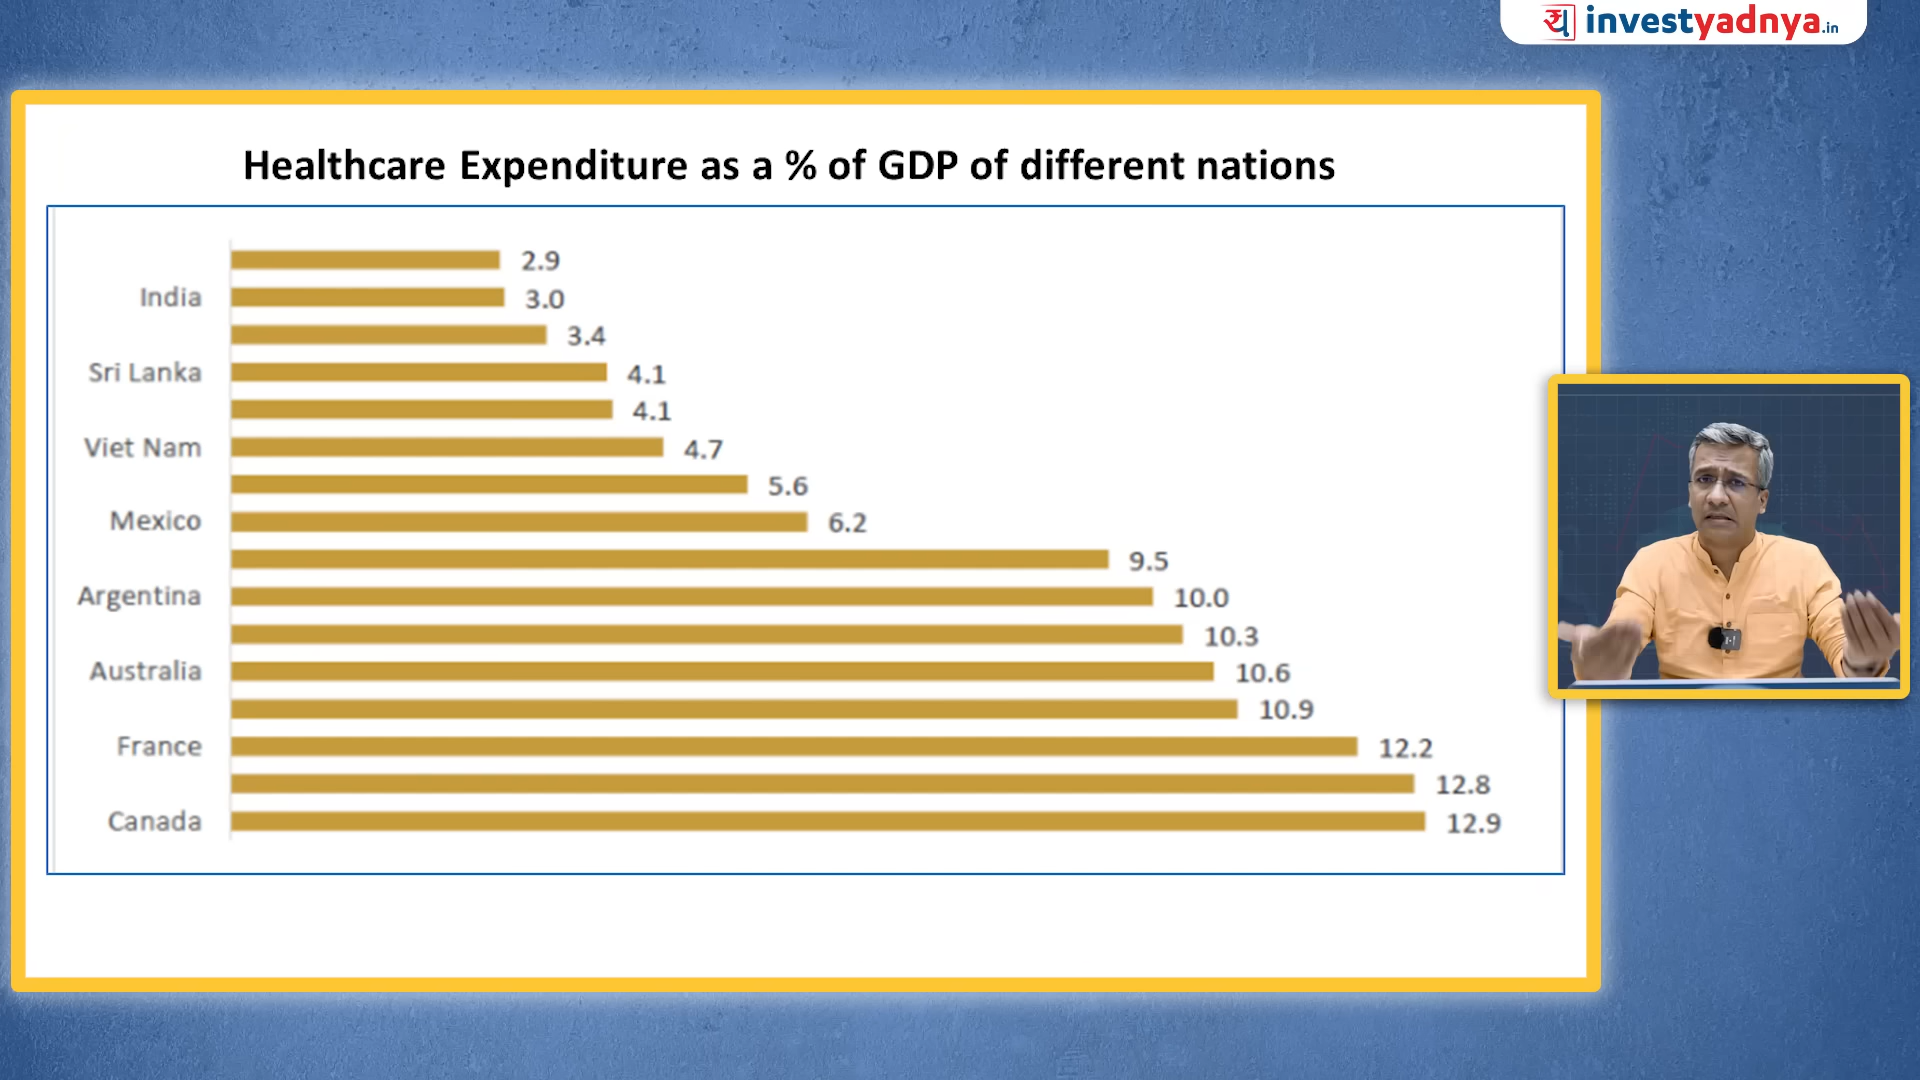 य investyadnya.in
Healthcare Expenditure as a % of GDP of different nations
2.9
India 3.0
3.4
Sri Lanka 4.1
4.1
Viet Nam 4.7
5.6
Mexico 6.2
9.5
Argentina 10.0
10.3
Australia 10.6
10.9
France 12.2
12.8
Canada 12.9